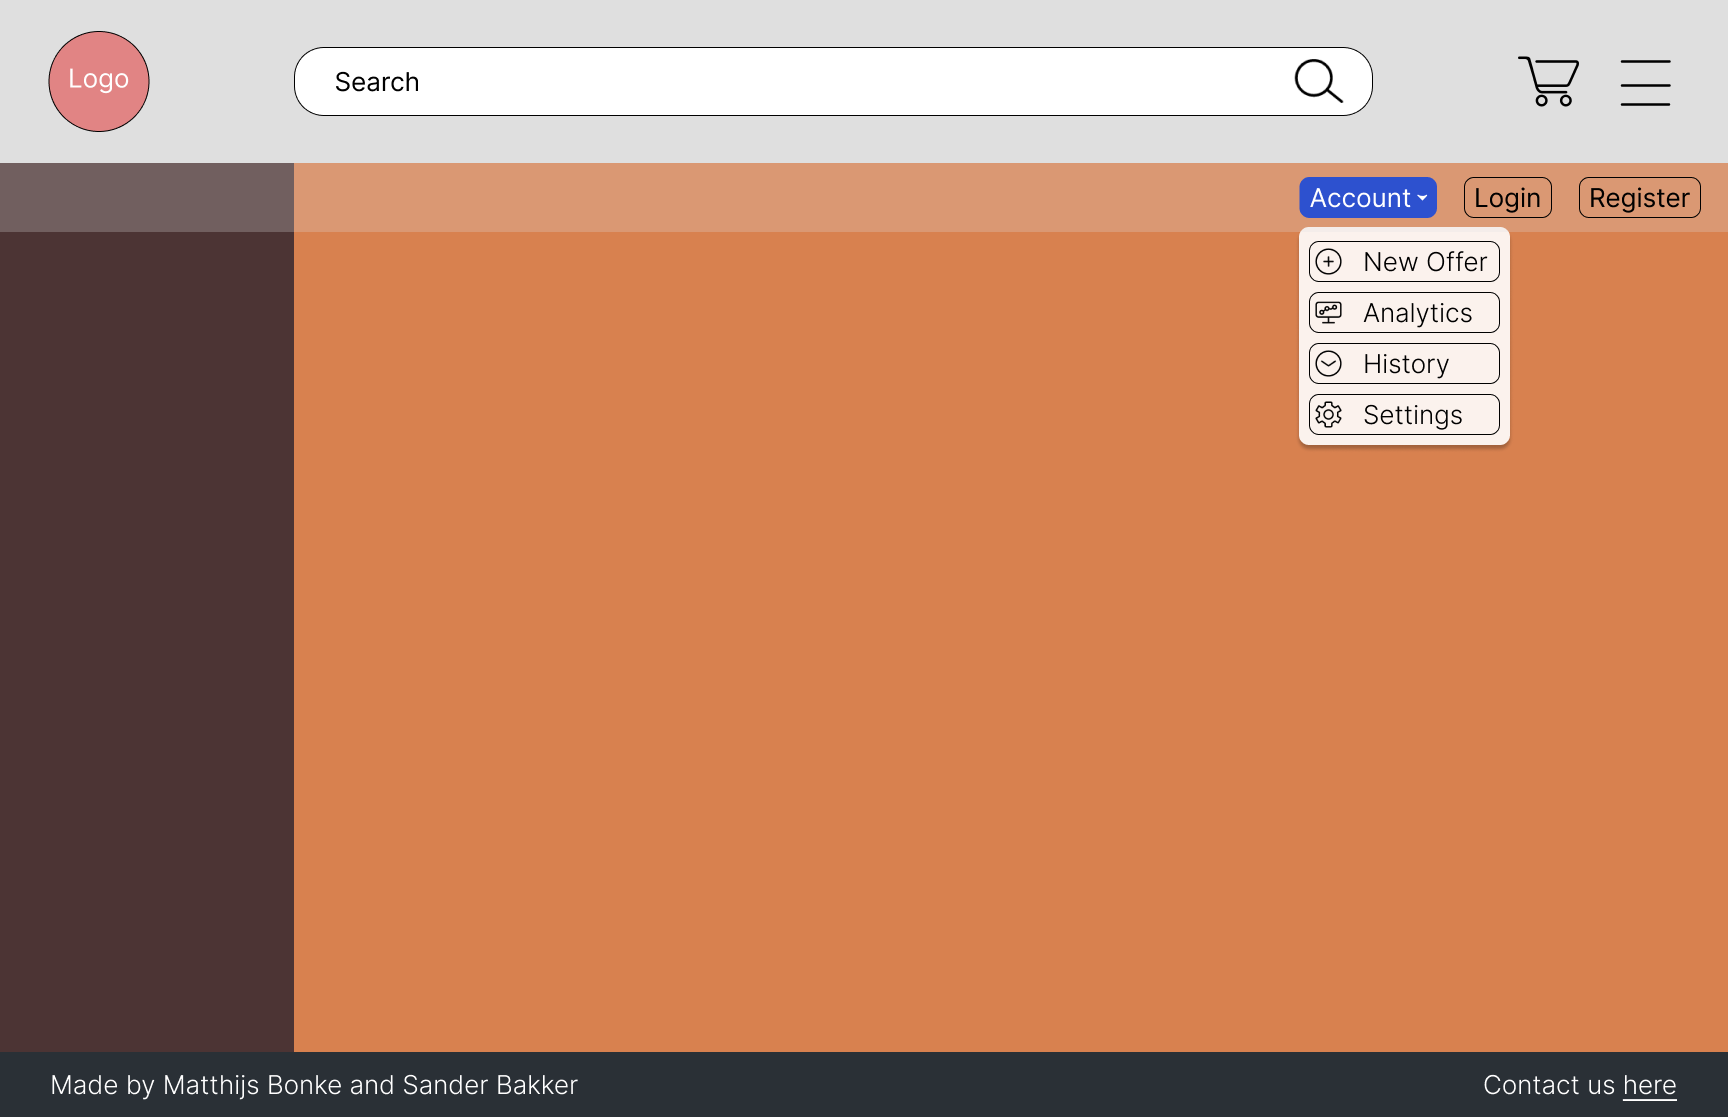 Logo
Search
Account
Login
Register
New Offer
Analytics
History
Settings
Made by Matthijs Bonke and Sander Bakker
Contact us here